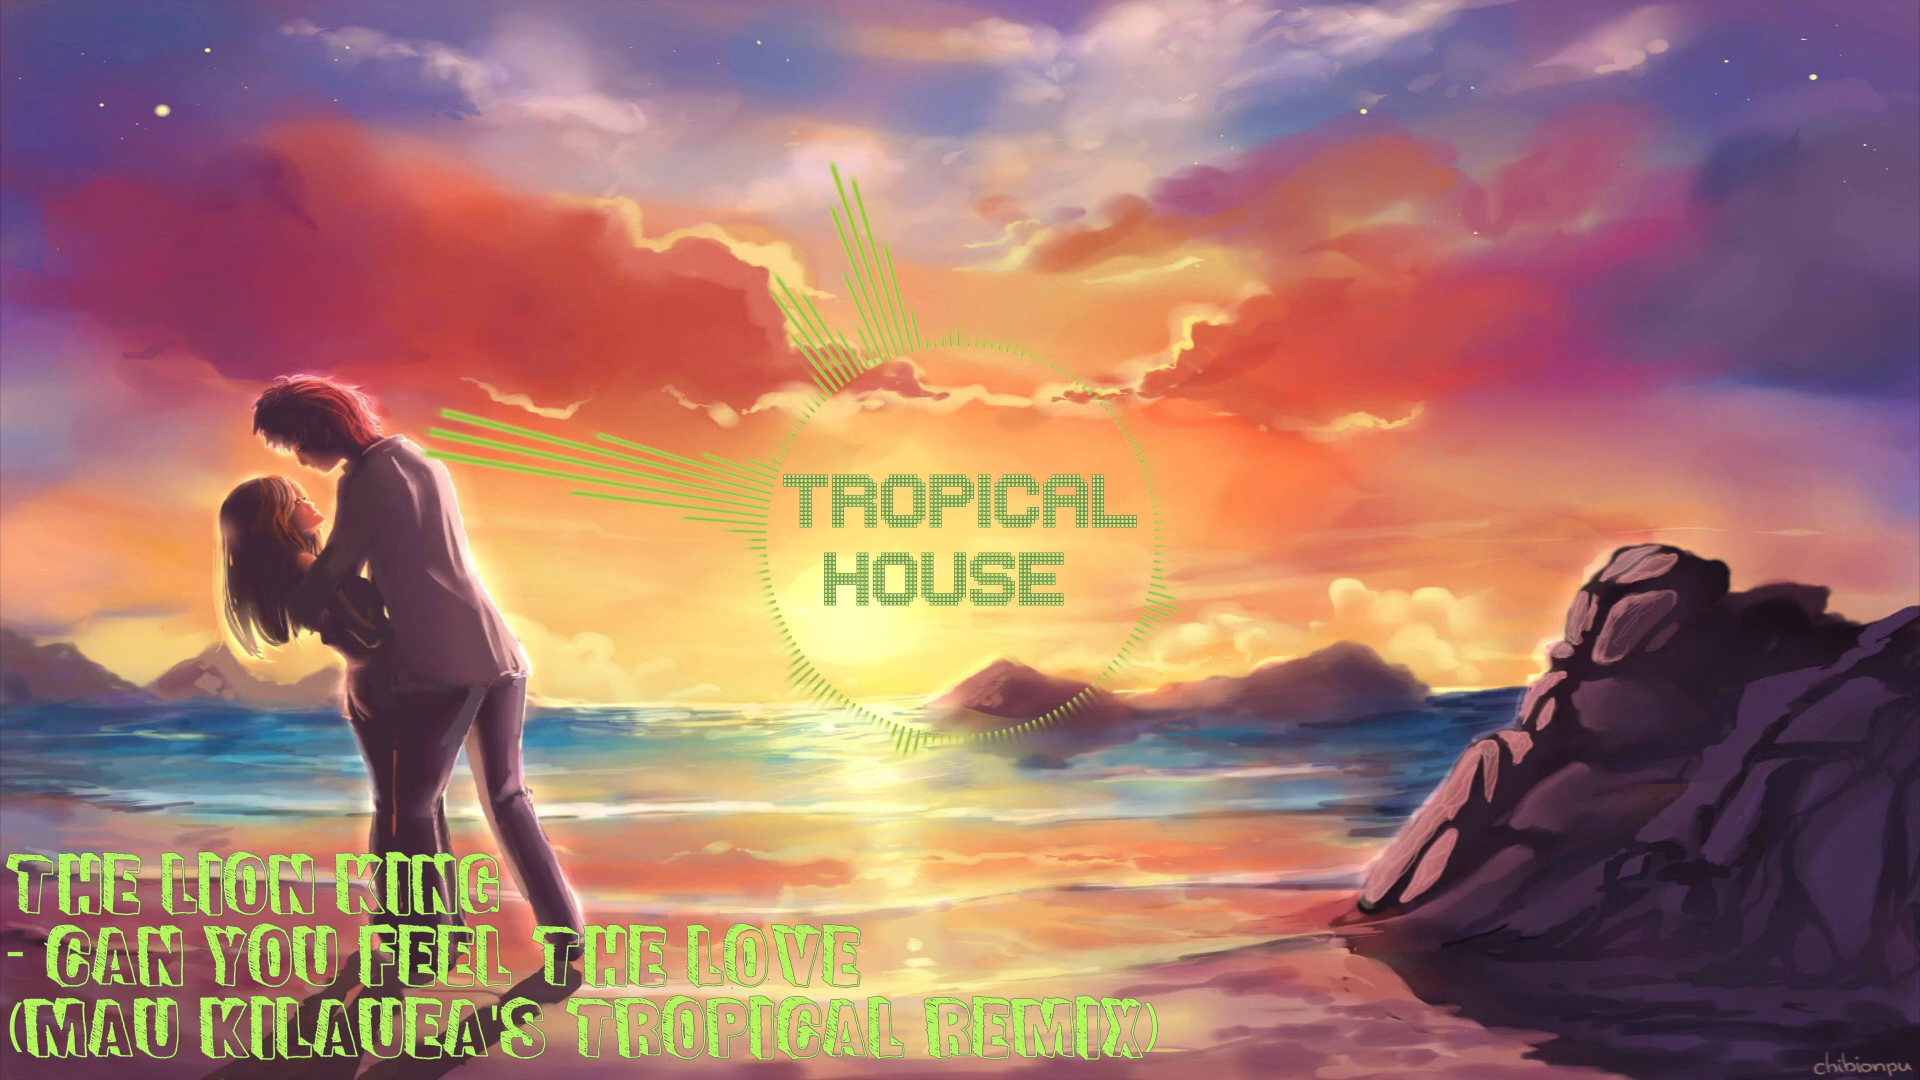 TROPICAL
HOUSE
THE LION KING
- CAN YOU FEEL THE LOVE
(MAU KILAUEA'S TROPICAL REMIX)
chibionpu